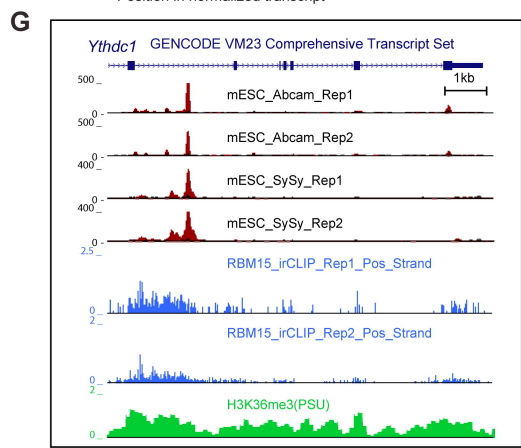 Position in normalized transcript
G
Ythdc1 GENCODE VM23 Comprehensive Transcript Set
1kb
500
mESC_Abcam_Rep1
0
500
mESC_Abcam_Rep2
0
400
mESC_SySy_Rep1
0
400
mESC_SySy_Rep2
0
2.5
RBM15_irCLIP_Rep1_Pos_Strand
0
2
RBM15_irCLIP_Rep2_Pos_Strand
0
2
H3K36me3(PSU)
0